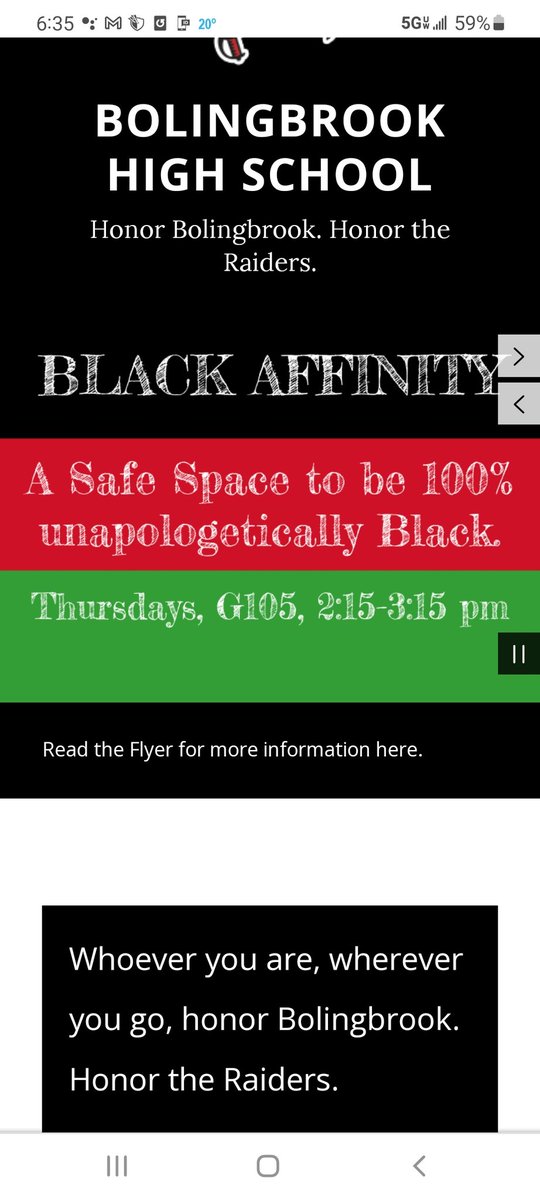 6:35 20° 5G 59%
BOLINGBROOK
HIGH SCHOOL
Honor Bolingbrook. Honor the
Raiders.
BLACK AFFINITY
A Safe Space to be 100%
unapologetically Black.
Thursdays, G105, 2:15-3:15 pm
Read the Flyer for more information here.
Whoever you are, wherever
you go, honor Bolingbrook.
Honor the Raiders.